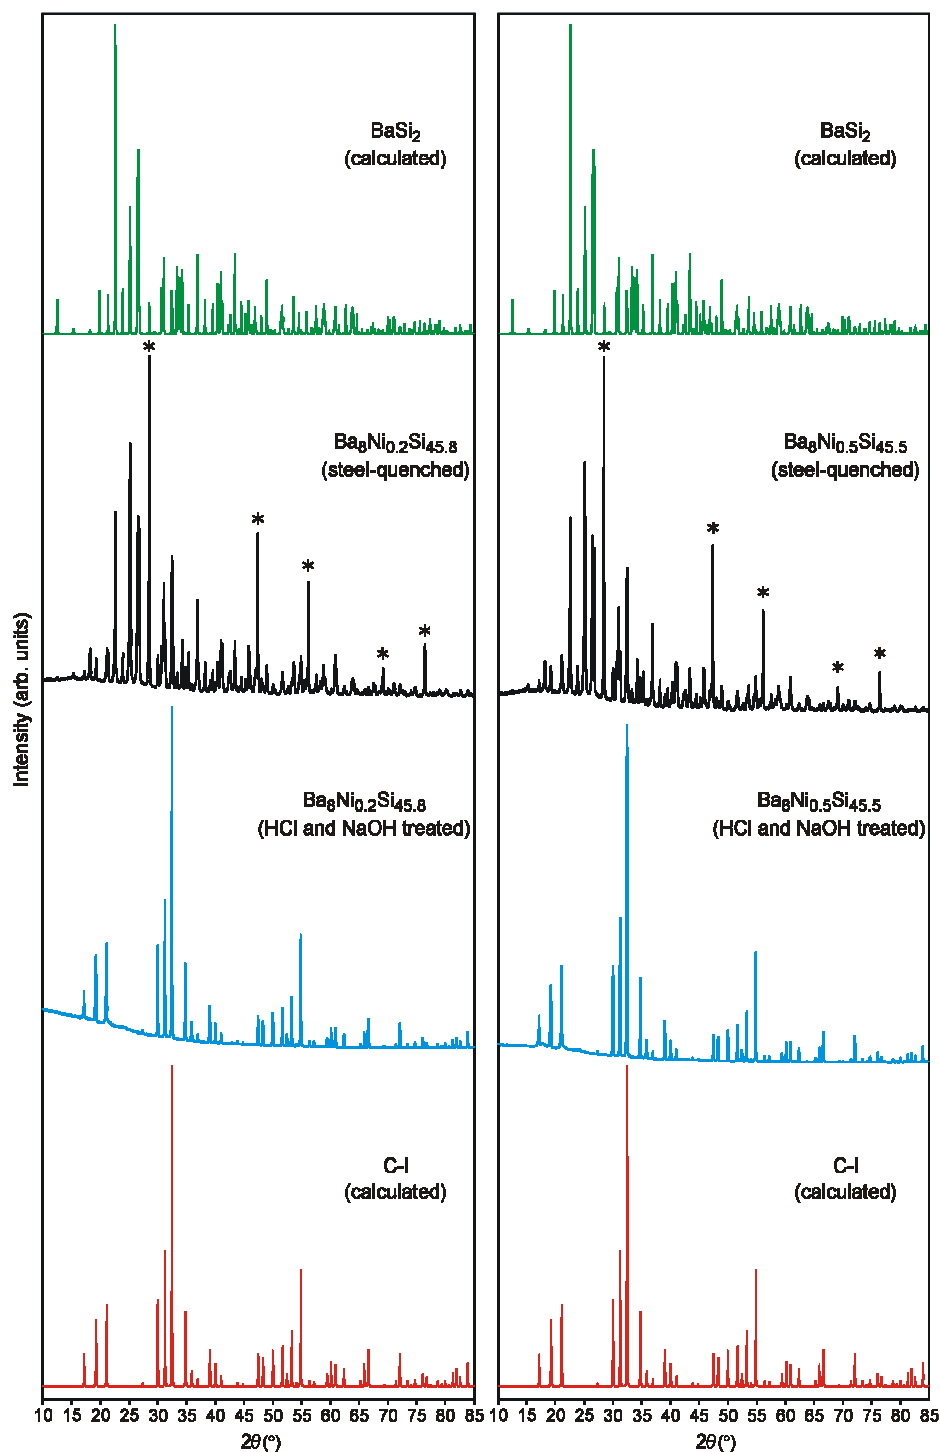 BaSi2
(calculated)
*
Ba8Ni0.2Si45.8
(steel-quenched)
*
*
*
*
Ba8Ni0.2Si45.8
(HCl and NaOH treated)
C-I
(calculated)
10 15 20 25 30 35 40 45 50 55 60 65 70 75 80 85
2θ(°)
BaSi2
(calculated)
*
Ba8Ni0.5Si45.5
(steel-quenched)
*
*
*
*
Ba8Ni0.5Si45.5
(HCl and NaOH treated)
C-I
(calculated)
10 15 20 25 30 35 40 45 50 55 60 65 70 75 80 85
2θ(°)
Intensity (arb. units)